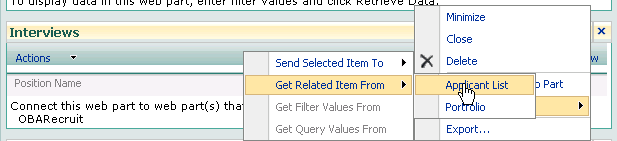 To display data in this web part, enter filter values and click Retrieve Data.
Interviews
Actions
Position Name
Connect this web part to web part(s) tha
OBARecruit
Send Selected Item To
Get Related Item From
Get Filter Values From
Get Query Values From
Minimize
Close
Delete
Applicant List
Portfolio
Export...
Part